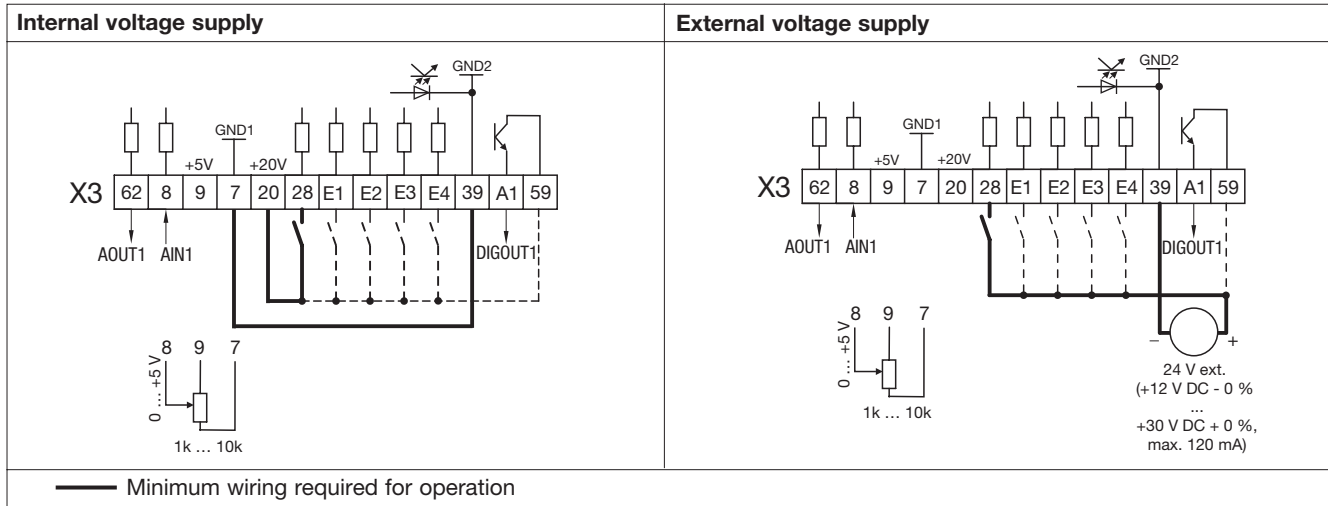 Internal voltage supply
GND2
GND1
+5V
+20V
X3 62 8 9 7 20 28 E1 E2 E3 E4 39 A1 59
AOUT1 AIN1
DIGOUT1
8 9 7
0 ... +5 V
1k ... 10k
External voltage supply
GND2
GND1
+5V
+20V
X3 62 8 9 7 20 28 E1 E2 E3 E4 39 A1 59
AOUT1 AIN1
DIGOUT1
8 9 7
0 ... +5 V
1k ... 10k
– +
24 V ext.
(+12 V DC - 0 %
...
+30 V DC + 0 %,
max. 120 mA)
Minimum wiring required for operation